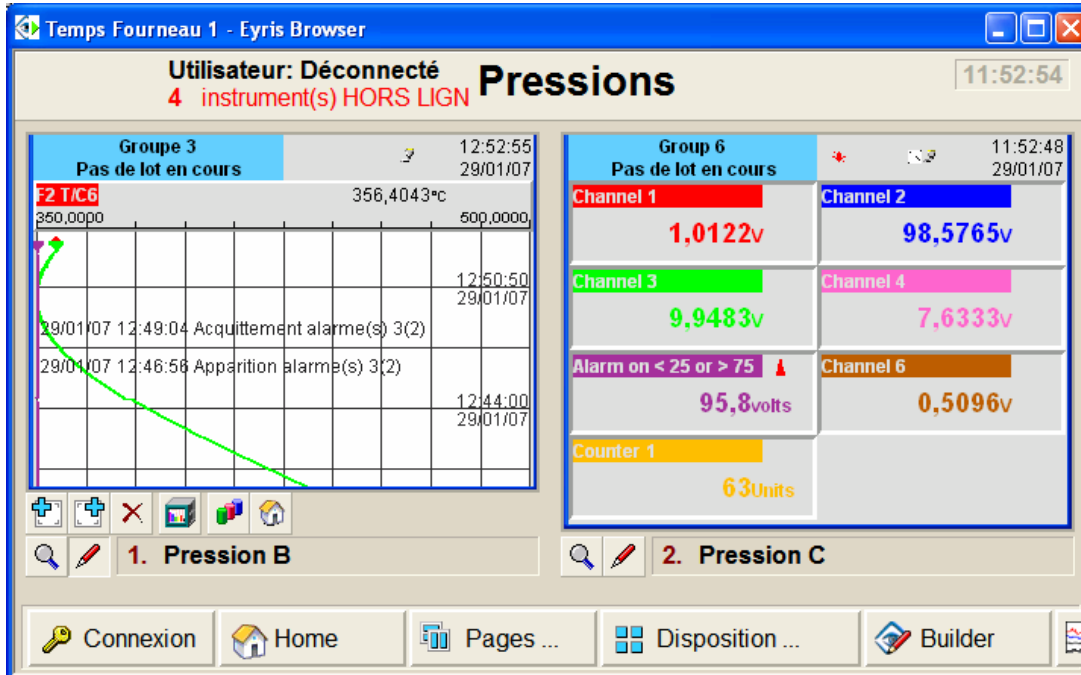 Temps Fourneau 1 - Eyris Browser
Utilisateur: Déconnecté
4 instrument(s) HORS LIGN
Pressions
11:52:54
Groupe 3
Pas de lot en cours
12:52:55
29/01/07
F2 T/C6
356,4043°C
350,0000
500,0000
12:50:50
29/01/07
29/01/07 12:49:04 Acquittement alarme(s) 3(2)
29/01/07 12:46:56 Apparition alarme(s) 3(2)
12:44:00
29/01/07
1. Pression B
Group 6
Pas de lot en cours
11:52:48
29/01/07
Channel 1
1,0122V
Channel 2
98,5765V
Channel 3
9,9483V
Channel 4
7,6333V
Alarm on < 25 or > 75
95,8volts
Channel 6
0,5096V
Counter 1
63Units
2. Pression C
Connexion
Home
Pages ...
Disposition ...
Builder